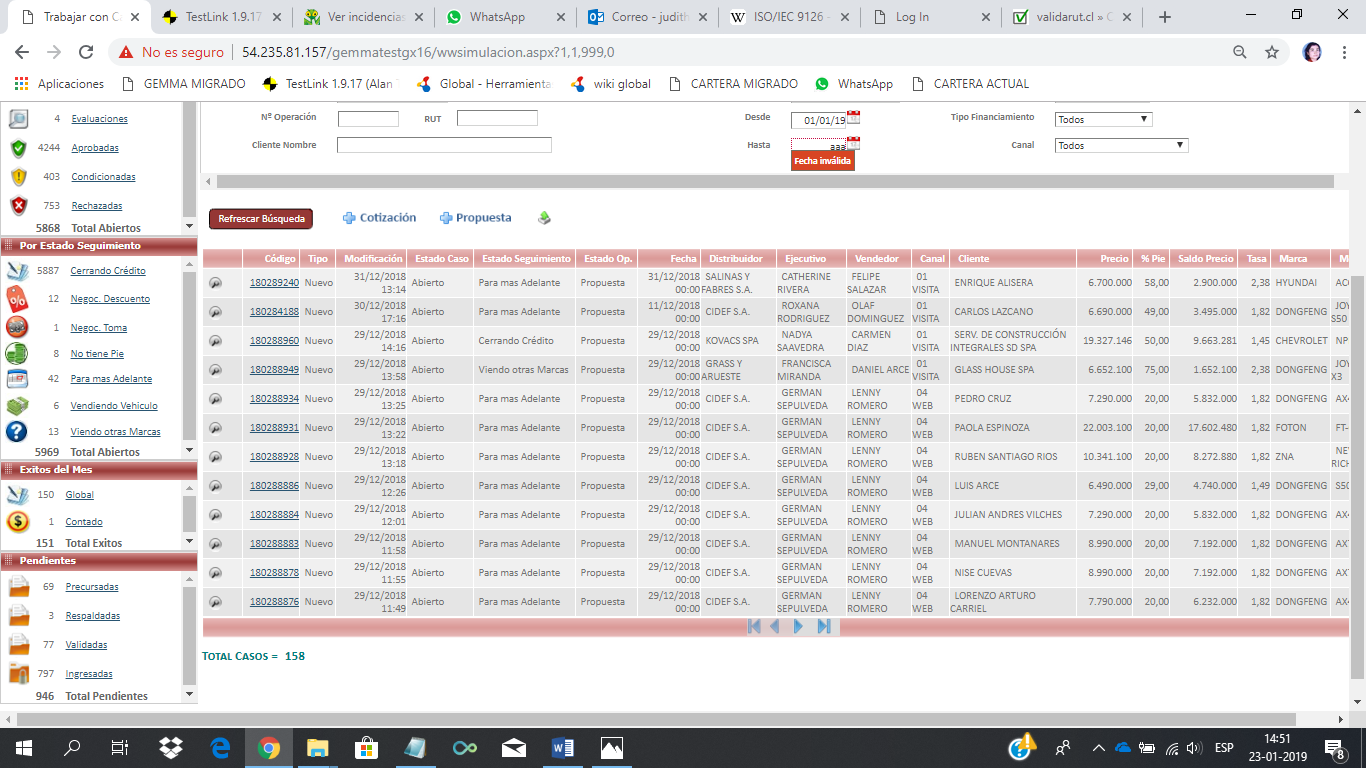 Trabajar con C
TestLink 1.9.17
Ver incidencias
WhatsApp
Correo - judith
ISO/IEC 9126 -
Log In
validarut.cl » C
No es seguro | 54.235.81.157/gemmatestgx16/wwsimulacion.aspx?1,1,999,0
Aplicaciones
GEMMA MIGRADO
TestLink 1.9.17 (Alan
Global - Herramienta
wiki global
CARTERA MIGRADO
WhatsApp
CARTERA ACTUAL
4 Evaluaciones
4244 Aprobadas
403 Condicionadas
753 Rechazadas
5868 Total Abiertos
Por Estado Seguimiento
5887 Cerrando Crédito
12 Negoc. Descuento
1 Negoc. Toma
8 No tiene Pie
42 Para mas Adelante
6 Vendiendo Vehículo
13 Viendo otras Marcas
5969 Total Abiertos
Exitos del Mes
150 Global
1 Contado
151 Total Exitos
Pendientes
69 Precursadas
3 Respaldadas
77 Validadas
797 Ingresadas
946 Total Pendientes
Nº Operación RUT Desde 01/01/19 Tipo Financiamiento Todos
Cliente Nombre Hasta aaa Canal Todos
Fecha inválida
Refrescar Búsqueda Cotización Propuesta
Código Tipo Modificación Estado Caso Estado Seguimiento Estado Op. Fecha Distribuidor Ejecutivo Vendedor Canal Cliente Precio % Pie Saldo Precio Tasa Marca M
180289240 Nuevo 31/12/2018 13:14 Abierto Para mas Adelante Propuesta 31/12/2018 00:00 SALINAS Y FABRES S.A. CATHERINE RIVERA FELIPE SALAZAR 01 VISITA ENRIQUE ALISERA 6.700.000 58,00 2.900.000 2,38 HYUNDAI AC
180284188 Nuevo 30/12/2018 17:16 Abierto Para mas Adelante Propuesta 11/12/2018 00:00 CIDEF S.A. ROXANA RODRIGUEZ OLAF DOMINGUEZ 01 VISITA CARLOS LAZCANO 6.690.000 49,00 3.495.000 1,82 DONGFENG JOY S50
180288960 Nuevo 29/12/2018 14:16 Abierto Cerrando Crédito Propuesta 29/12/2018 00:00 KOVACS SPA NADYA SAAVEDRA CARMEN DIAZ 01 VISITA SERV. DE CONSTRUCCIÓN INTEGRALES SD SPA 19.327.146 50,00 9.663.281 1,45 CHEVROLET NP
180288949 Nuevo 29/12/2018 13:58 Abierto Viendo otras Marcas Propuesta 29/12/2018 00:00 GRASS Y ARUESTE FRANCISCA MIRANDA DANIEL ARCE 01 VISITA GLASS HOUSE SPA 6.652.100 75,00 1.652.100 2,38 DONGFENG JOY X3
180288934 Nuevo 29/12/2018 13:25 Abierto Para mas Adelante Propuesta 29/12/2018 00:00 CIDEF S.A. GERMAN SEPULVEDA LENNY ROMERO 04 WEB PEDRO CRUZ 7.290.000 20,00 5.832.000 1,82 DONGFENG AX4
180288931 Nuevo 29/12/2018 13:22 Abierto Para mas Adelante Propuesta 29/12/2018 00:00 CIDEF S.A. GERMAN SEPULVEDA LENNY ROMERO 04 WEB PAOLA ESPINOZA 22.003.100 20,00 17.602.480 1,82 FOTON FT-
180288928 Nuevo 29/12/2018 13:18 Abierto Para mas Adelante Propuesta 29/12/2018 00:00 CIDEF S.A. GERMAN SEPULVEDA LENNY ROMERO 04 WEB RUBEN SANTIAGO RIOS 10.341.100 20,00 8.272.880 1,82 ZNA NE RICH
180288886 Nuevo 29/12/2018 12:26 Abierto Para mas Adelante Propuesta 29/12/2018 00:00 CIDEF S.A. GERMAN SEPULVEDA LENNY ROMERO 04 WEB LUIS ARCE 6.490.000 29,00 4.740.000 1,49 DONGFENG S50
180288884 Nuevo 29/12/2018 12:01 Abierto Para mas Adelante Propuesta 29/12/2018 00:00 CIDEF S.A. GERMAN SEPULVEDA LENNY ROMERO 04 WEB JULIAN ANDRES VILCHES 7.290.000 20,00 5.832.000 1,82 DONGFENG AX4
180288883 Nuevo 29/12/2018 11:58 Abierto Para mas Adelante Propuesta 29/12/2018 00:00 CIDEF S.A. GERMAN SEPULVEDA LENNY ROMERO 04 WEB MANUEL MONTANARES 8.990.000 20,00 7.192.000 1,82 DONGFENG AX
180288878 Nuevo 29/12/2018 11:55 Abierto Para mas Adelante Propuesta 29/12/2018 00:00 CIDEF S.A. GERMAN SEPULVEDA LENNY ROMERO 04 WEB NISE CUEVAS 8.990.000 20,00 7.192.000 1,82 DONGFENG AX
180288876 Nuevo 29/12/2018 11:49 Abierto Para mas Adelante Propuesta 29/12/2018 00:00 CIDEF S.A. GERMAN SEPULVEDA LENNY ROMERO 04 WEB LORENZO ARTURO CARRIEL 7.790.000 20,00 6.232.000 1,82 DONGFENG AX4
TOTAL CASOS = 158
ESP
14:51
23-01-2019
8